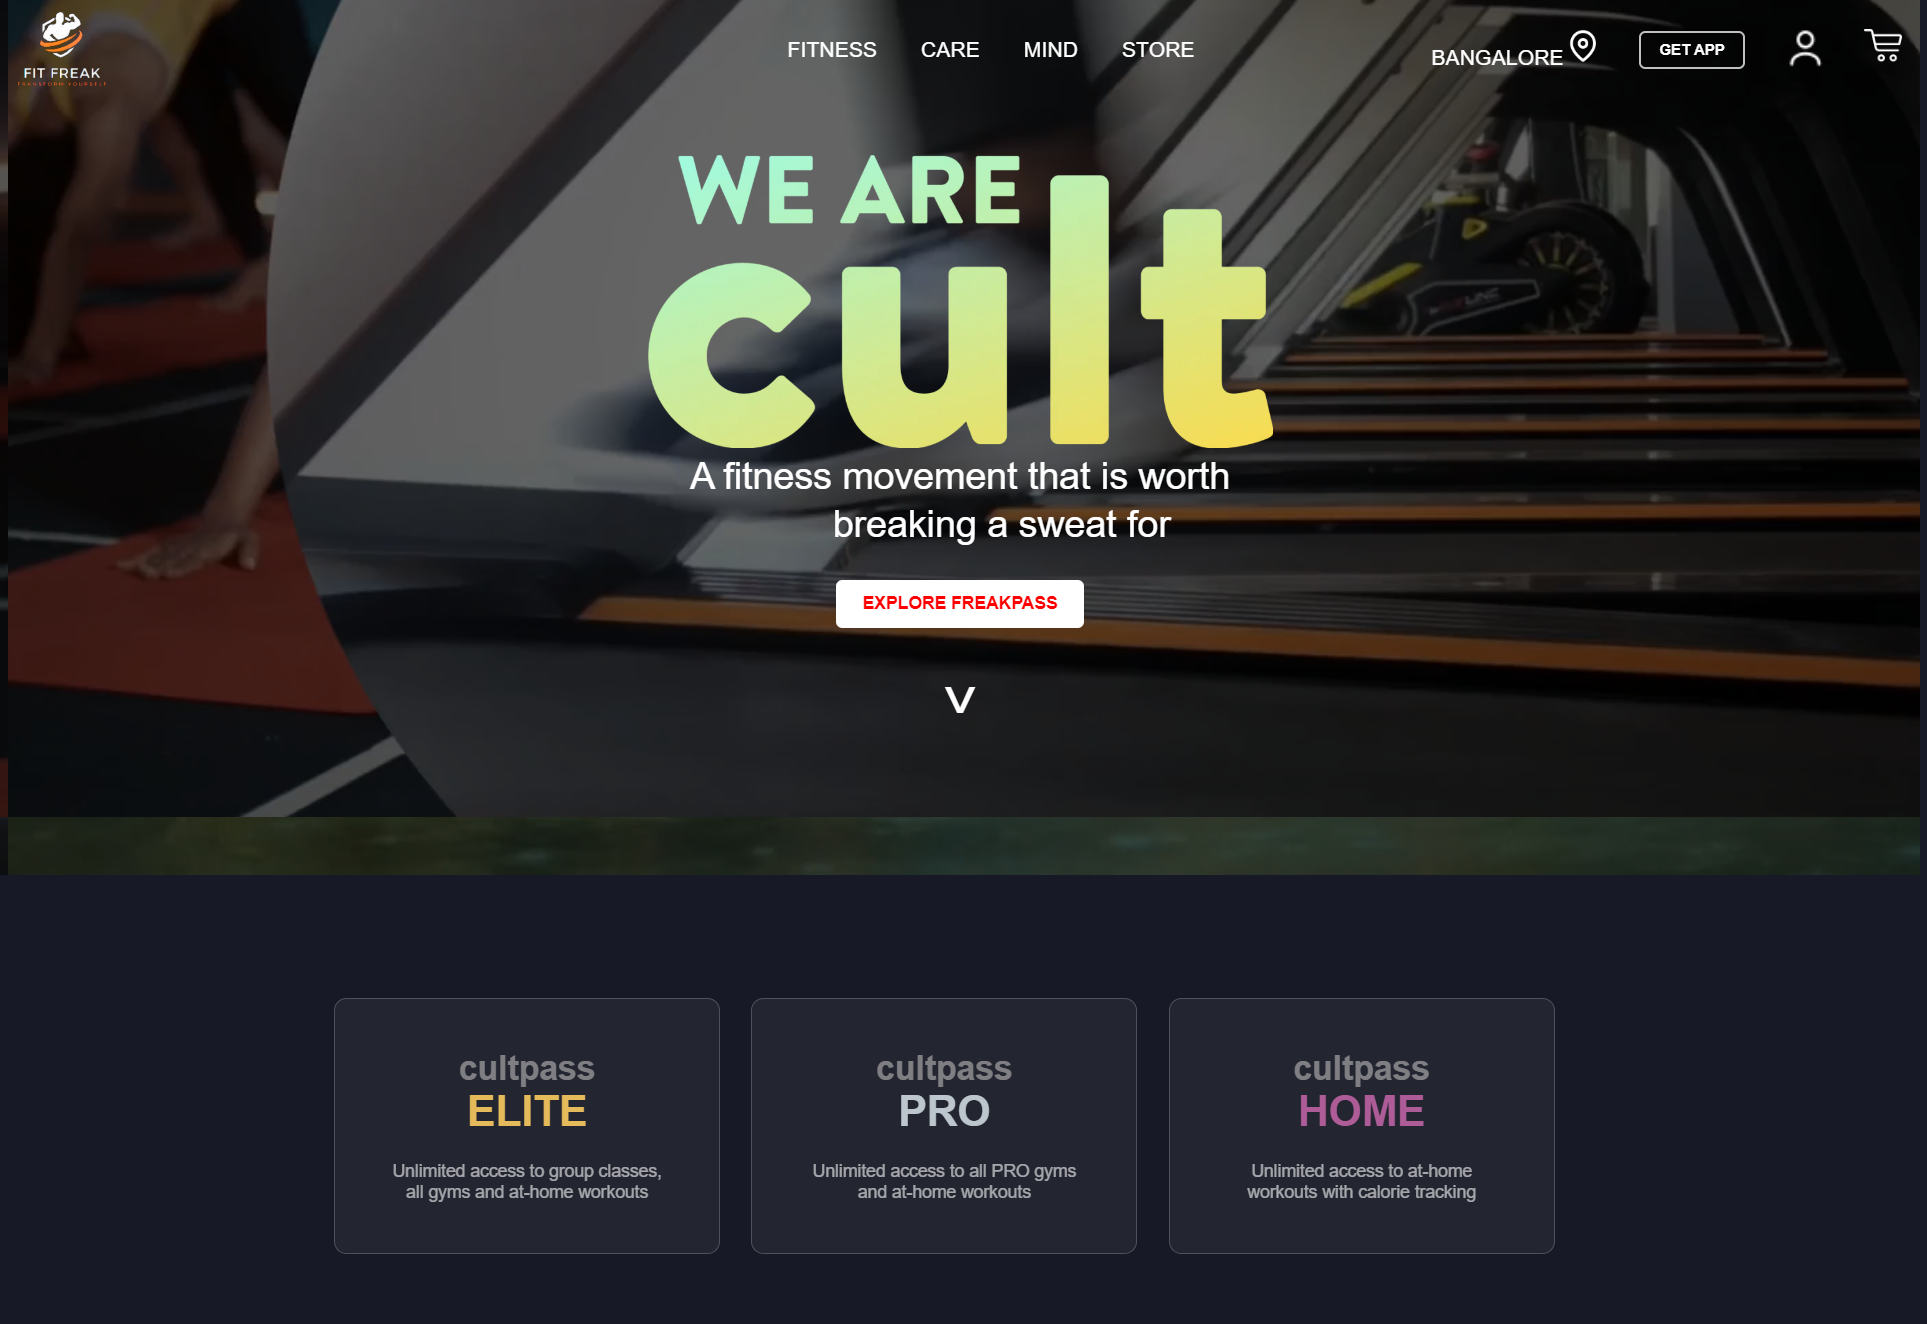 FIT FREAK
TRANSFORM YOURSELF
FITNESS CARE MIND STORE
BANGALORE
GET APP
WE ARE
cult
A fitness movement that is worth
breaking a sweat for
EXPLORE FREAKPASS
V
cultpass
ELITE
Unlimited access to group classes,
all gyms and at-home workouts
cultpass
PRO
Unlimited access to all PRO gyms
and at-home workouts
cultpass
HOME
Unlimited access to at-home
workouts with calorie tracking